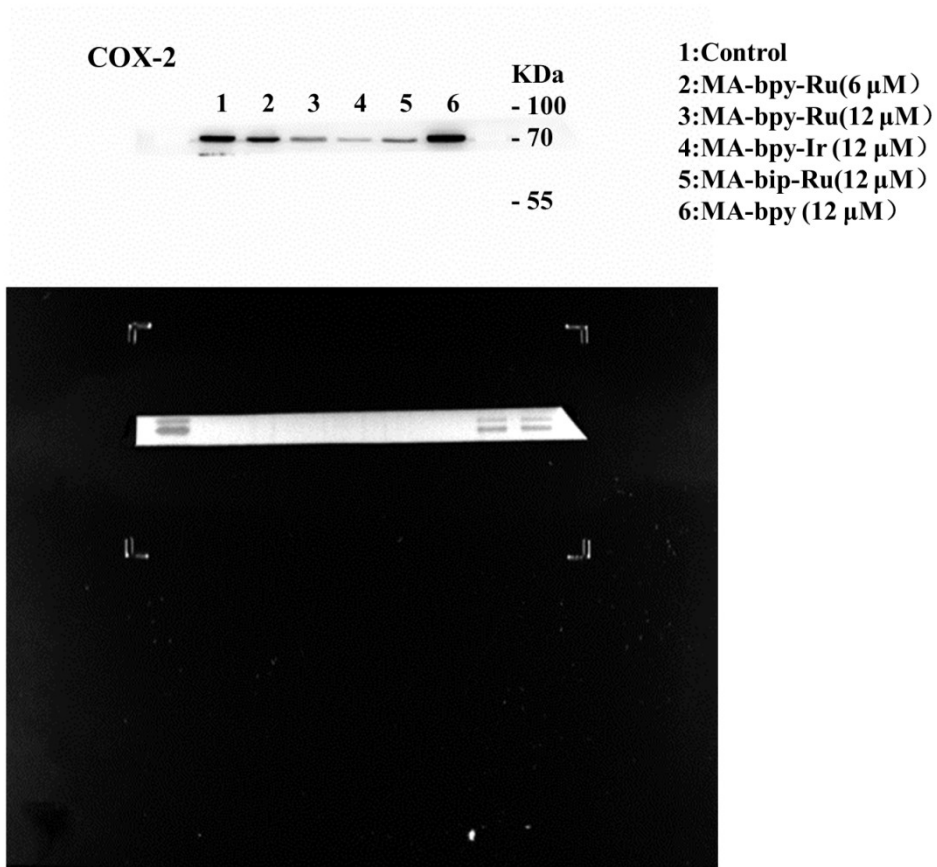 COX-2
KDa
1 2 3 4 5 6
- 100
- 70
- 55
1:Control
2:MA-bpy-Ru(6 μM）
3:MA-bpy-Ru(12 μM）
4:MA-bpy-Ir (12 μM）
5:MA-bip-Ru(12 μM）
6:MA-bpy (12 μM）